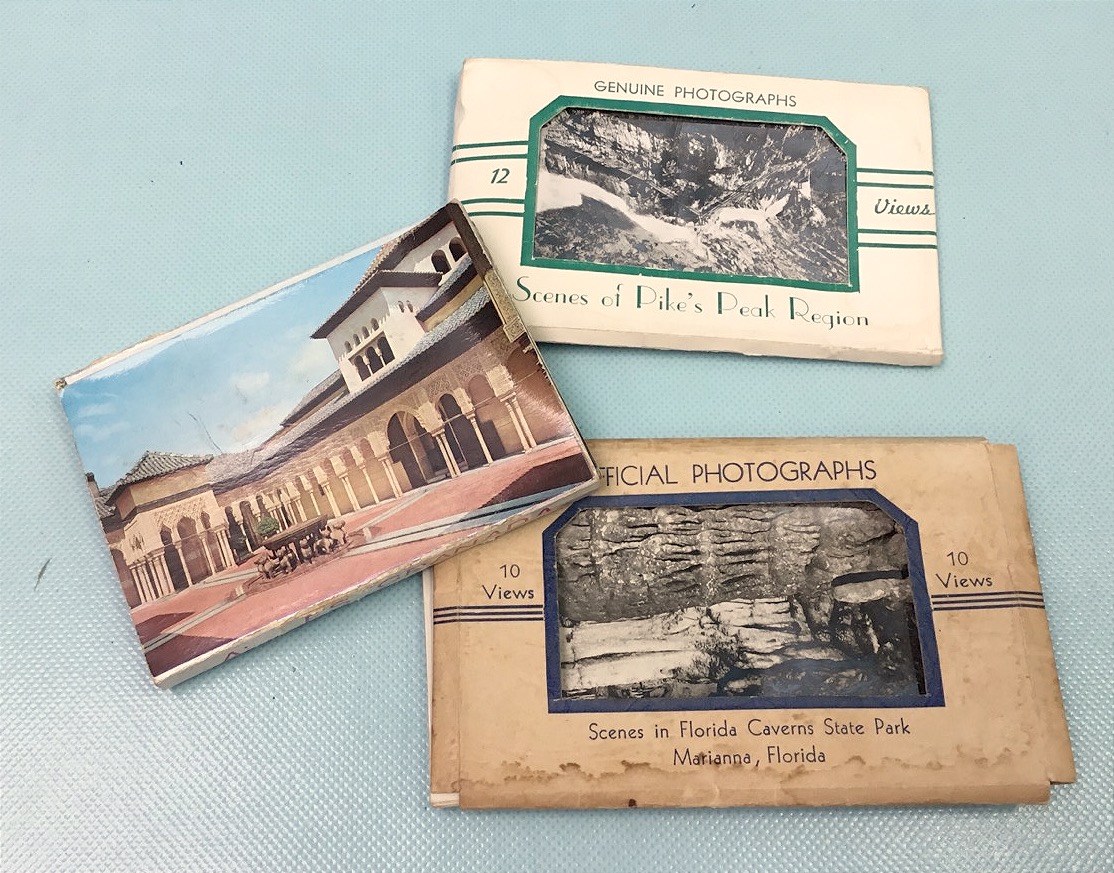 GENUINE PHOTOGRAPHS
12
Views
Scenes of Pike's Peak Region
FFICIAL PHOTOGRAPHS
10
Views
10
Views
Scenes in Florida Caverns State Park
Marianna, Florida